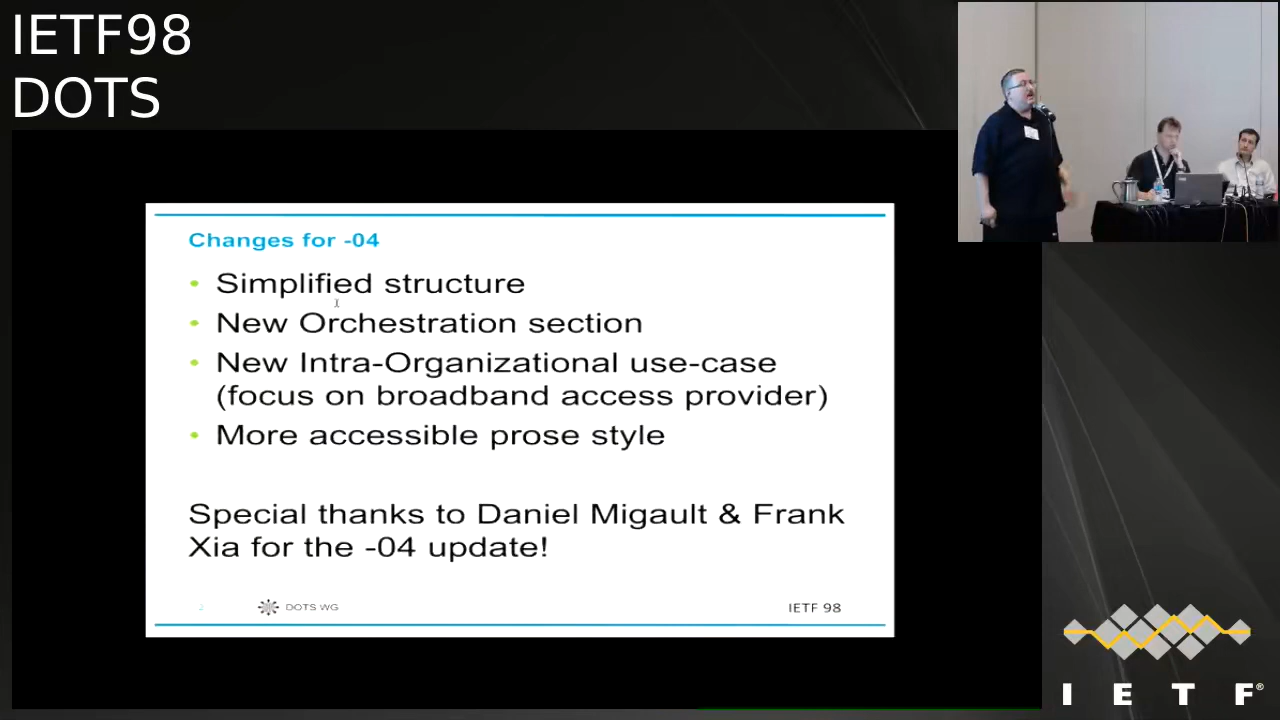 IETF98
DOTS
Changes for -04
• Simplified structure
• New Orchestration section
• New Intra-Organizational use-case
(focus on broadband access provider)
• More accessible prose style
Special thanks to Daniel Migault & Frank
Xia for the -04 update!
2
DOTS WG
IETF 98
I E T F®